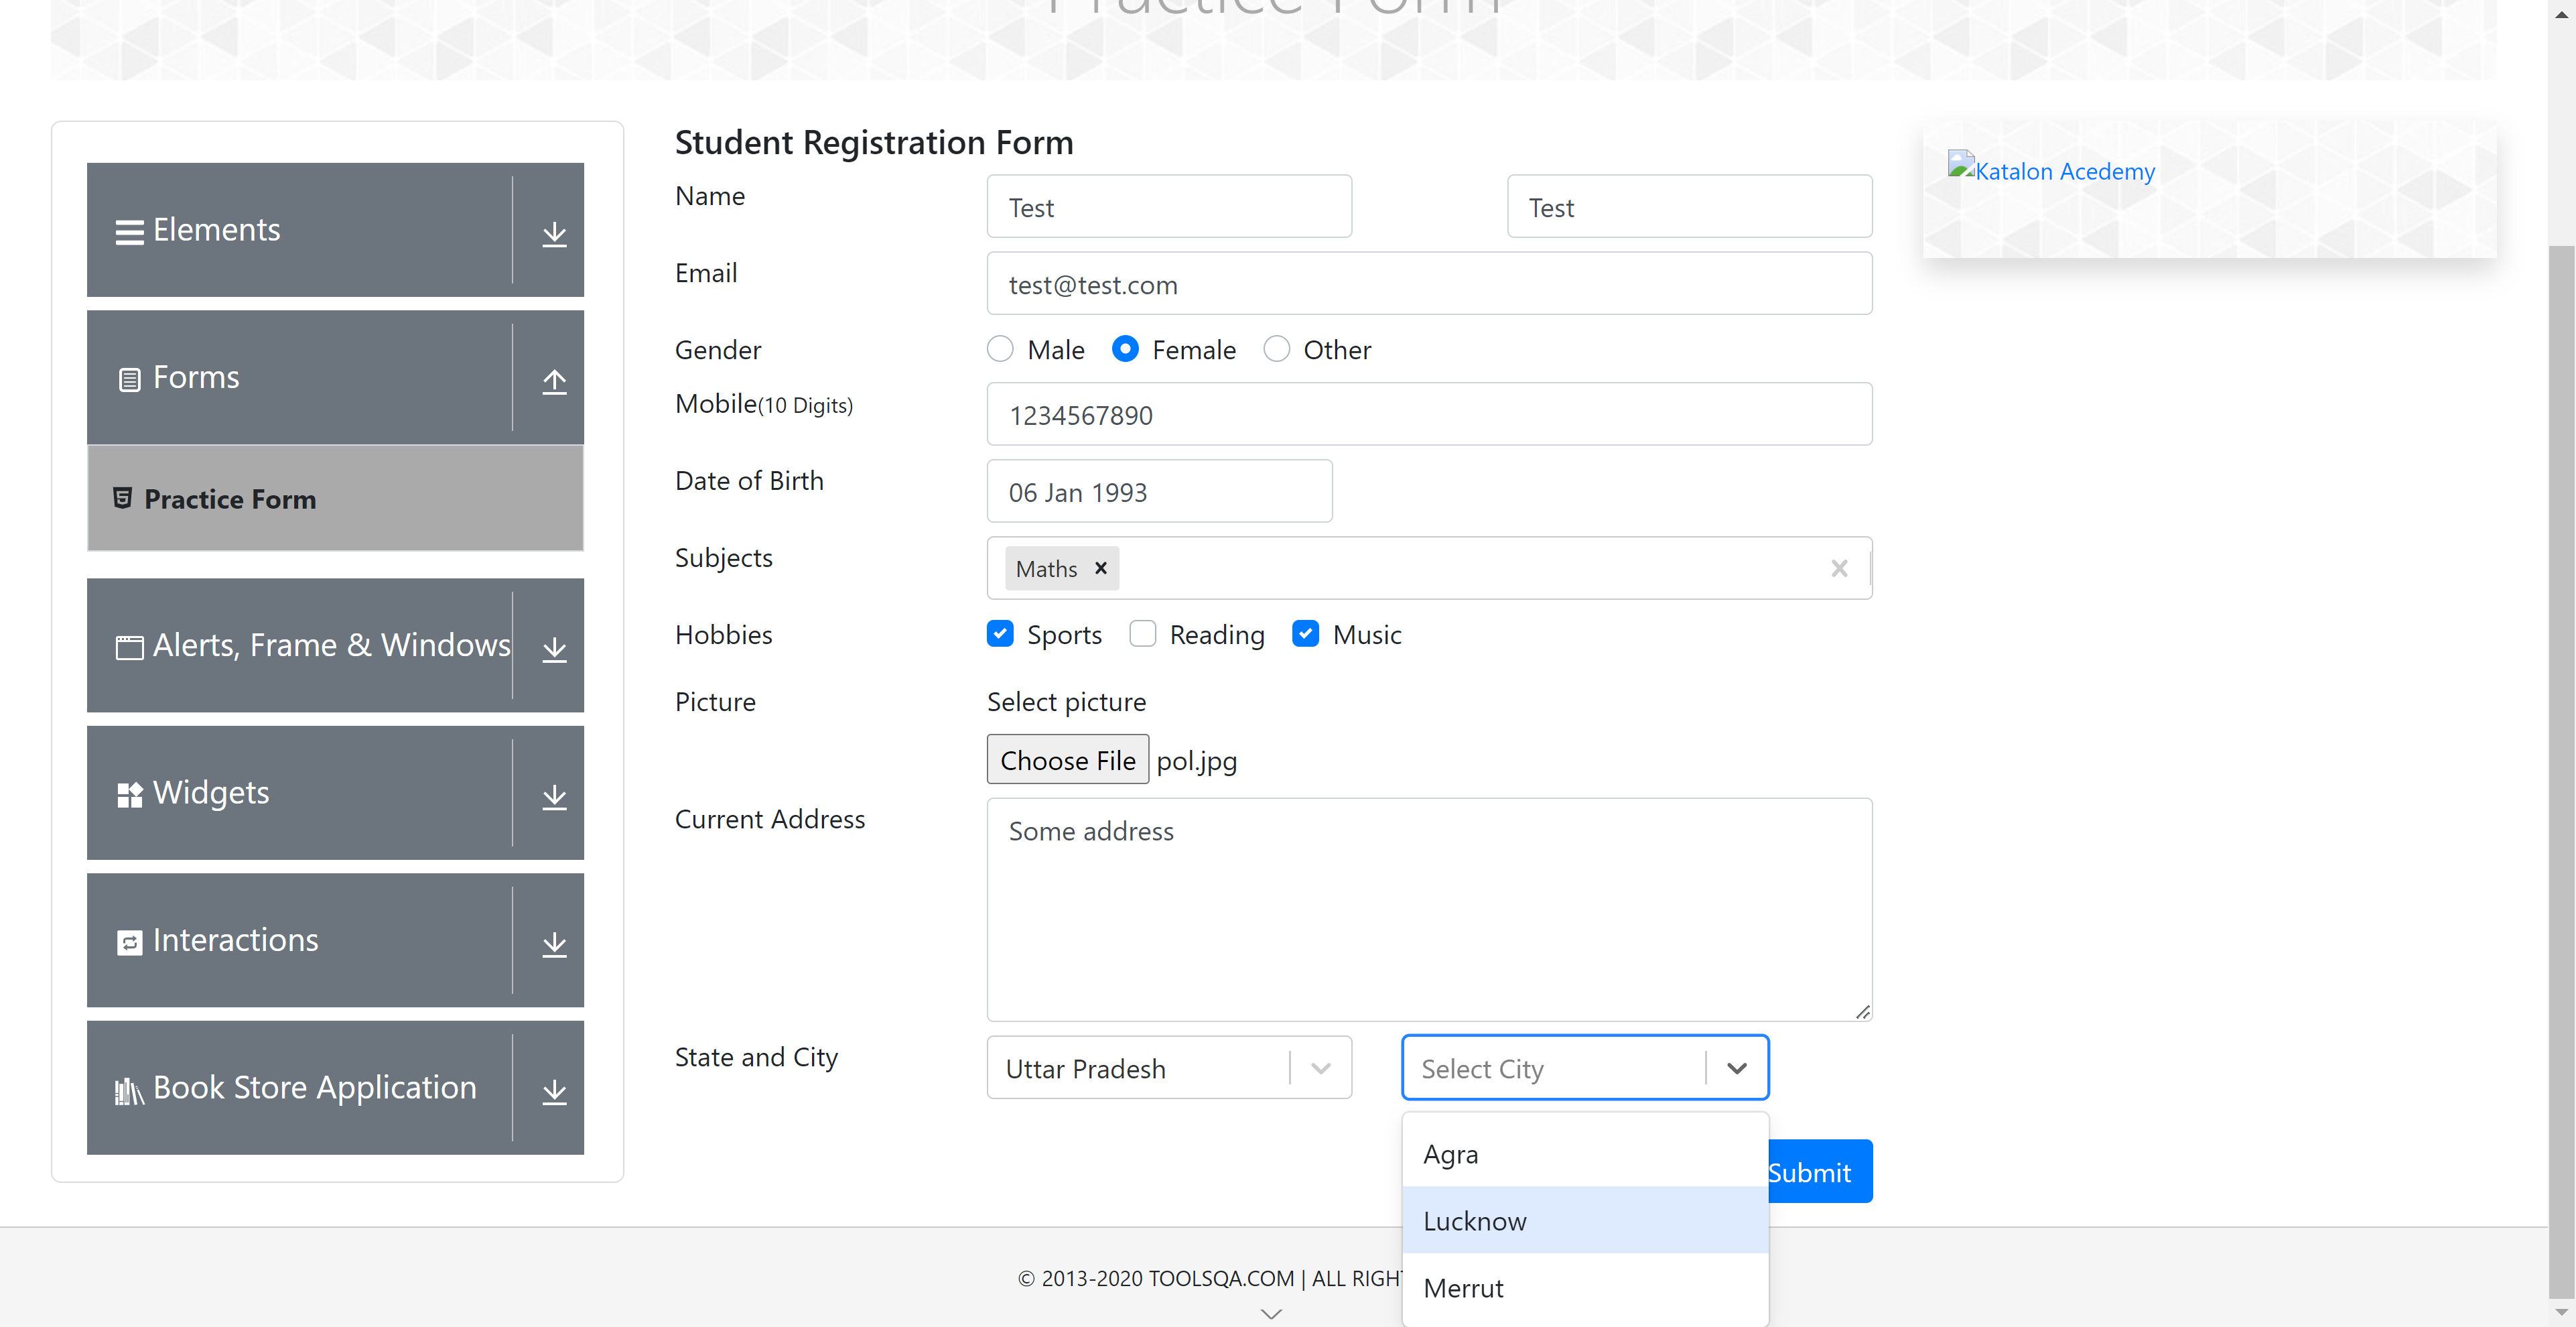 Practice Form
Elements
Forms
Practice Form
Alerts, Frame & Windows
Widgets
Interactions
Book Store Application
Student Registration Form
Name
Test
Test
Email
test@test.com
Gender
Male
Female
Other
Mobile(10 Digits)
1234567890
Date of Birth
06 Jan 1993
Subjects
Maths
Hobbies
Sports
Reading
Music
Picture
Select picture
Choose File pol.jpg
Current Address
Some address
State and City
Uttar Pradesh
Select City
Agra
Lucknow
Merrut
Submit
Katalon Acedemy
© 2013-2020 TOOLSQA.COM | ALL RIGHT